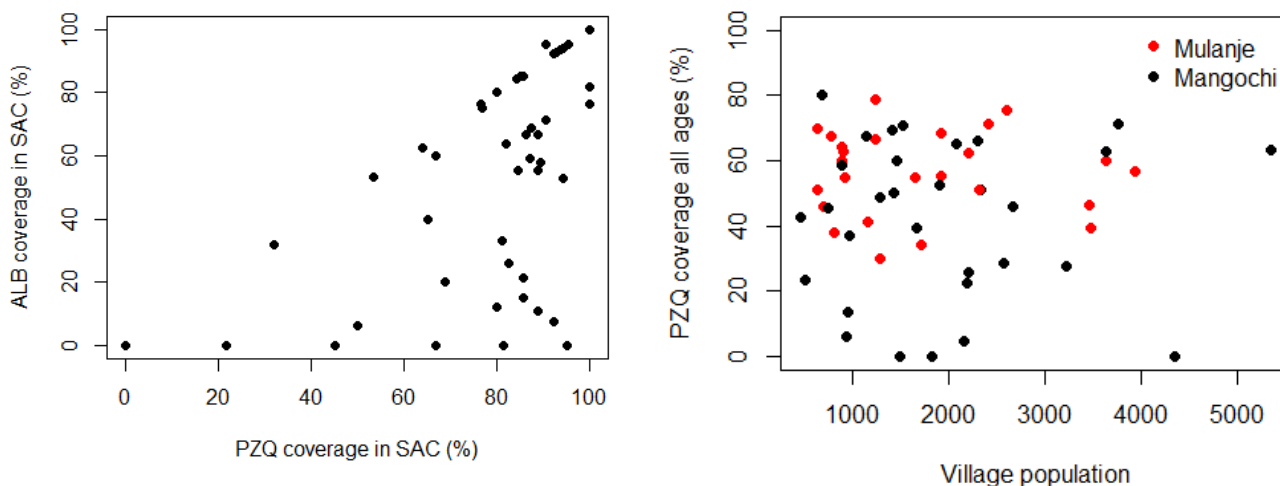 ALB coverage in SAC (%)
100
80
60
40
20
0
0 20 40 60 80 100
PZQ coverage in SAC (%)
PZQ coverage all ages (%)
100
80
60
40
20
0
Mulanje
Mangochi
1000 2000 3000 4000 5000
Village population